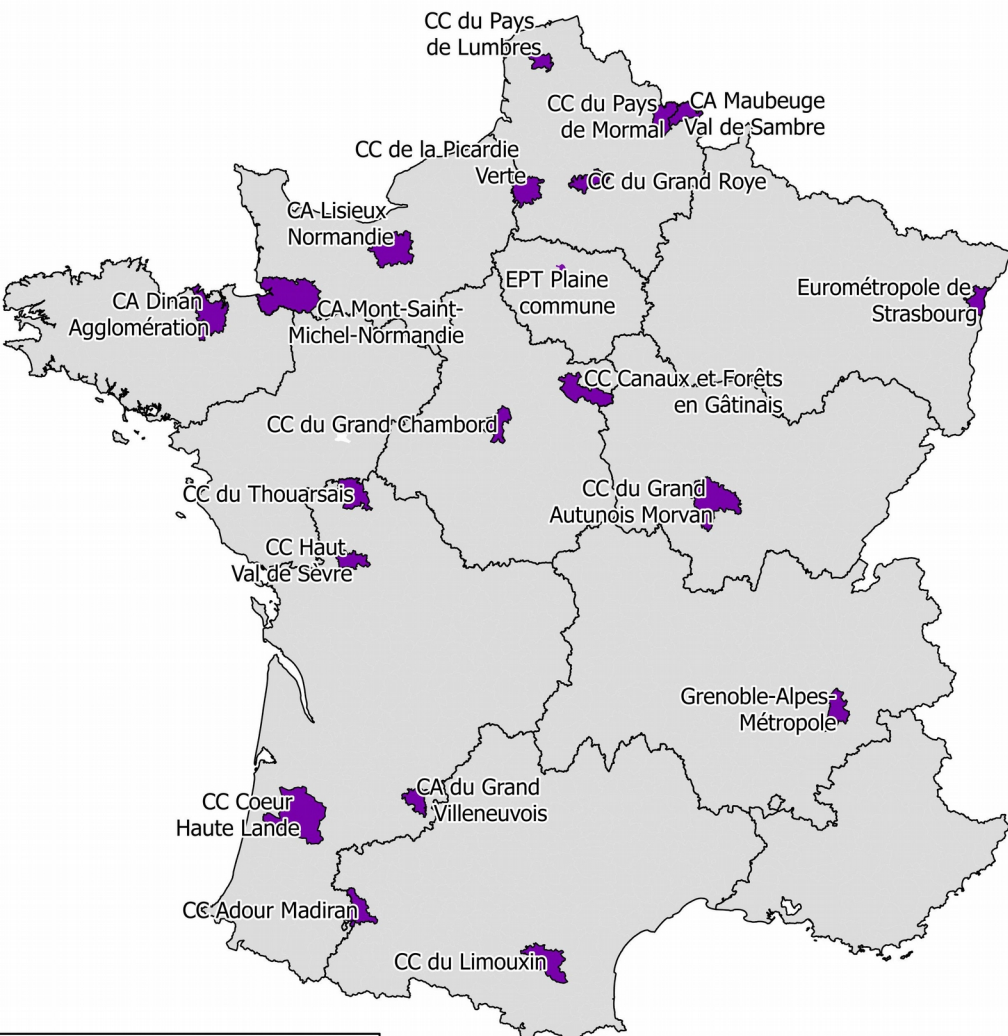 CC du Pays
de Lumbres
CC du Pays
de Mormal
CA Maubeuge
Val de Sambre
CC de la Picardie
Verte
CC du Grand Roye
CA Lisieux
Normandie
EPT Plaine
commune
Eurométropole de
Strasbourg
CA Dinan
Agglomération
CA Mont-Saint-
Michel-Normandie
CC Canaux et Forêts
en Gâtinais
CC du Grand Chambord
CC du Thouarsais
CC du Grand
Autunois Morvan
CC Haut
Val de Sèvre
Grenoble-Alpes-
Métropole
CC Coeur
Haute Lande
CA du Grand
Villeneuvois
CC Adour Madiran
CC du Limouxin